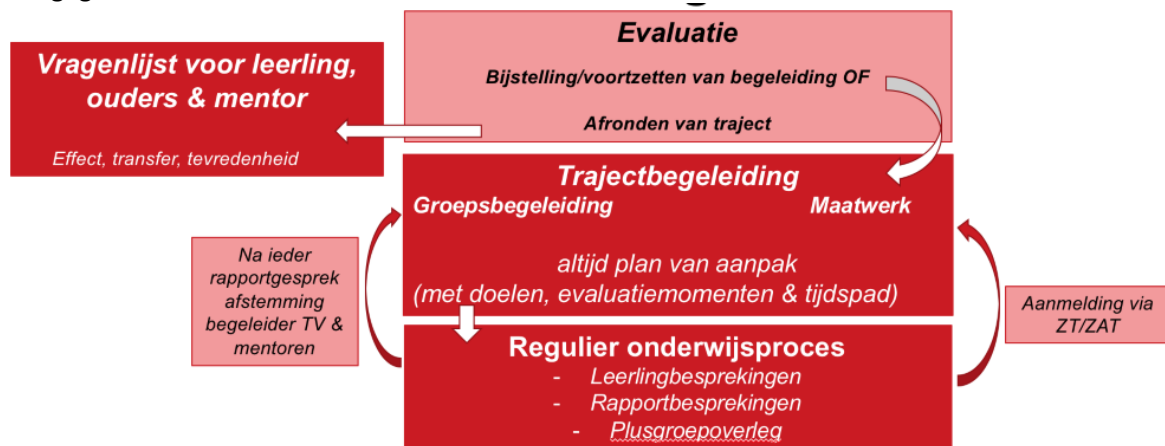 Evaluatie
Bijstelling/voortzetten van begeleiding OF
Afronden van traject
Vragenlijst voor leerling,
ouders & mentor
Effect, transfer, tevredenheid
Trajectbegeleiding
Groepsbegeleiding Maatwerk
altijd plan van aanpak
(met doelen, evaluatiemomenten & tijdspad)
Na ieder
rapportgesprek
afstemming
begeleider TV &
mentoren
Aanmelding via
ZT/ZAT
Regulier onderwijsproces
- Leerlingbesprekingen
- Rapportbesprekingen
- Plusgroepoverleg